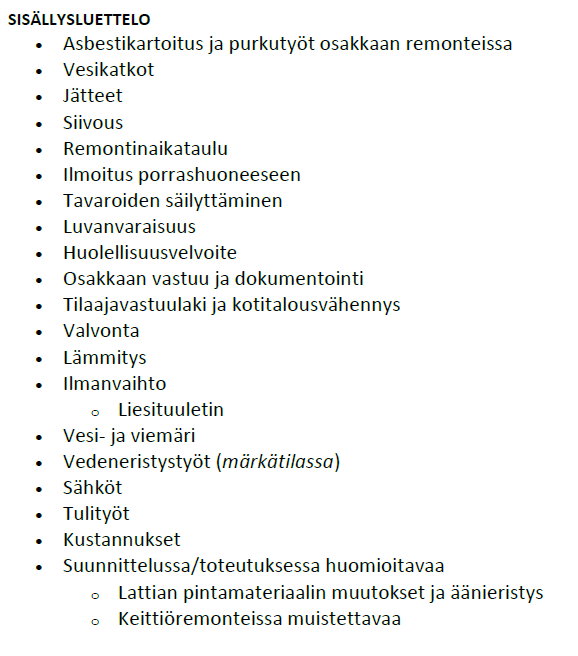 SISÄLLYSLUETTELO
• Asbestikartoitus ja purkutyöt osakkaan remonteissa
• Vesikatkot
• Jätteet
• Siivous
• Remontinaikataulu
• Ilmoitus porrashuoneeseen
• Tavaroiden säilyttäminen
• Luvanvaraisuus
• Huolellisuusvelvoite
• Osakkaan vastuu ja dokumentointi
• Tilaajavastuulaki ja kotitalousvähennys
• Valvonta
• Lämmitys
• Ilmanvaihto
o Liesituuletin
• Vesi- ja viemäri
• Vedeneristystyöt (märkätilassa)
• Sähköt
• Tulityöt
• Kustannukset
• Suunnittelussa/toteutuksessa huomioitavaa
o Lattian pintamateriaalin muutokset ja äänieristys
o Keittiöremonteissa muistettavaa